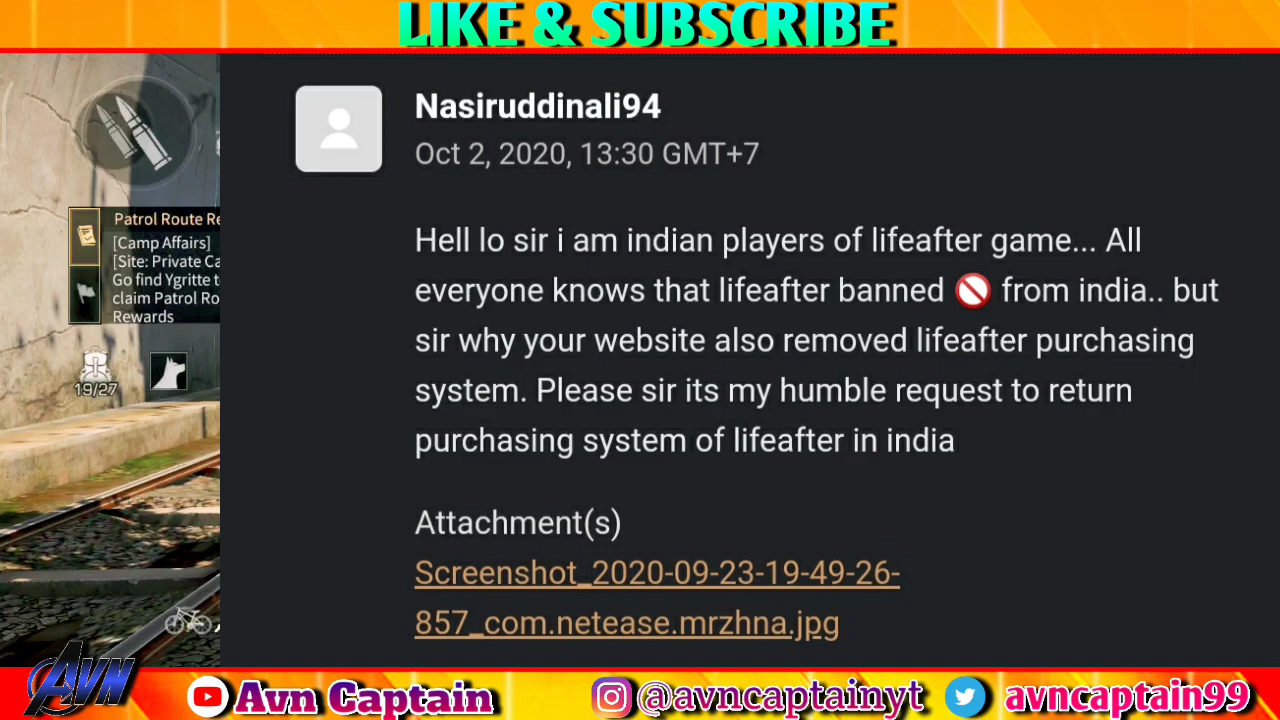 LIKE & SUBSCRIBE
Nasiruddinali94
Oct 2, 2020, 13:30 GMT+7
Patrol Route Re
[Camp Affairs]
[Site: Private Ca
Go find Ygritte t
claim Patrol Ro
Rewards
19/27
Hell lo sir i am indian players of lifeafter game... All
everyone knows that lifeafter banned 🚫 from india.. but
sir why your website also removed lifeafter purchasing
system. Please sir its my humble request to return
purchasing system of lifeafter in india
Attachment(s)
Screenshot_2020-09-23-19-49-26-
857_com.netease.mrzhna.jpg
AVN
Avn Captain
@avncaptainyt
avncaptain99